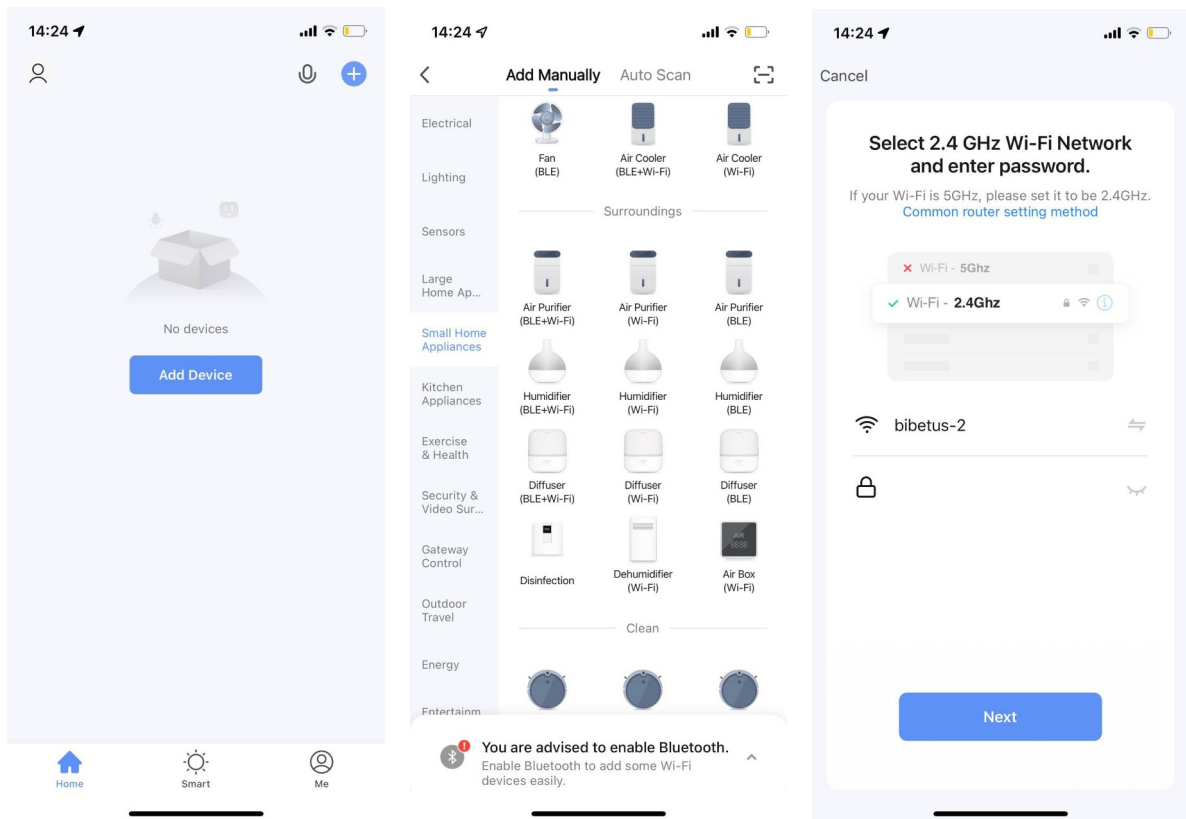 14:24
No devices
Add Device
Home
Smart
Me
14:24
Add Manually
Auto Scan
Electrical
Lighting
Sensors
Large
Home Ap...
Small Home
Appliances
Kitchen
Appliances
Exercise
& Health
Security &
Video Sur...
Gateway
Control
Outdoor
Travel
Energy
Entertainm
Fan
(BLE)
Air Cooler
(BLE+Wi-Fi)
Air Cooler
(Wi-Fi)
Surroundings
Air Purifier
(BLE+Wi-Fi)
Air Purifier
(Wi-Fi)
Air Purifier
(BLE)
Humidifier
(BLE+Wi-Fi)
Humidifier
(Wi-Fi)
Humidifier
(BLE)
Diffuser
(BLE+Wi-Fi)
Diffuser
(Wi-Fi)
Diffuser
(BLE)
Disinfection
Dehumidifier
(Wi-Fi)
AIR
88:88
Air Box
(Wi-Fi)
Clean
You are advised to enable Bluetooth.
Enable Bluetooth to add some Wi-Fi
devices easily.
14:24
Cancel
Select 2.4 GHz Wi-Fi Network
and enter password.
If your Wi-Fi is 5GHz, please set it to be 2.4GHz.
Common router setting method
Wi-Fi - 5Ghz
Wi-Fi - 2.4Ghz
bibetus-2
Next